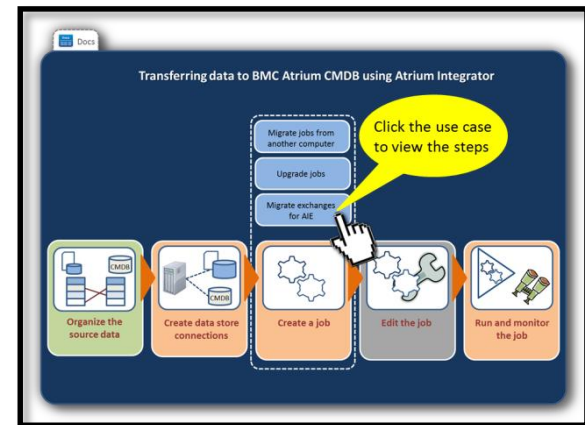 Docs
Transferring data to BMC Atrium CMDB using Atrium Integrator
Migrate jobs from
another computer
Click the use case
to view the steps
Upgrade jobs
Migrate exchanges
for AIE
CMDB
CMDB
Organize the
source data
Create data store
connections
Create a job
Edit the job
Run and monitor
the job